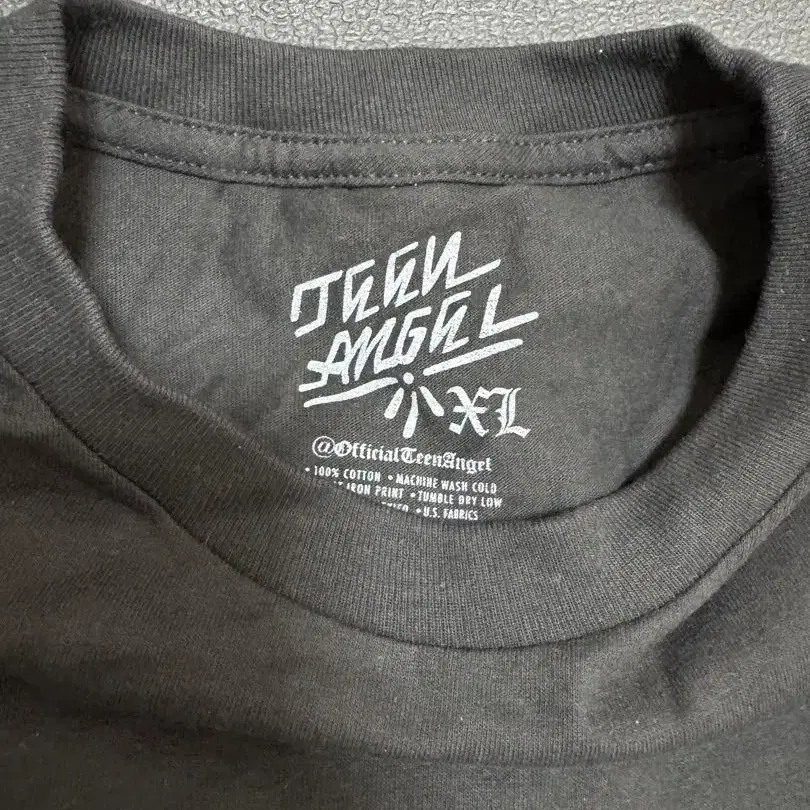 TEEN
ANGEL
XL
@OfficialTeenAngel
• 100% COTTON • MACHINE WASH COLD
IRON PRINT • TUMBLE DRY LOW
• U.S. FABRICS